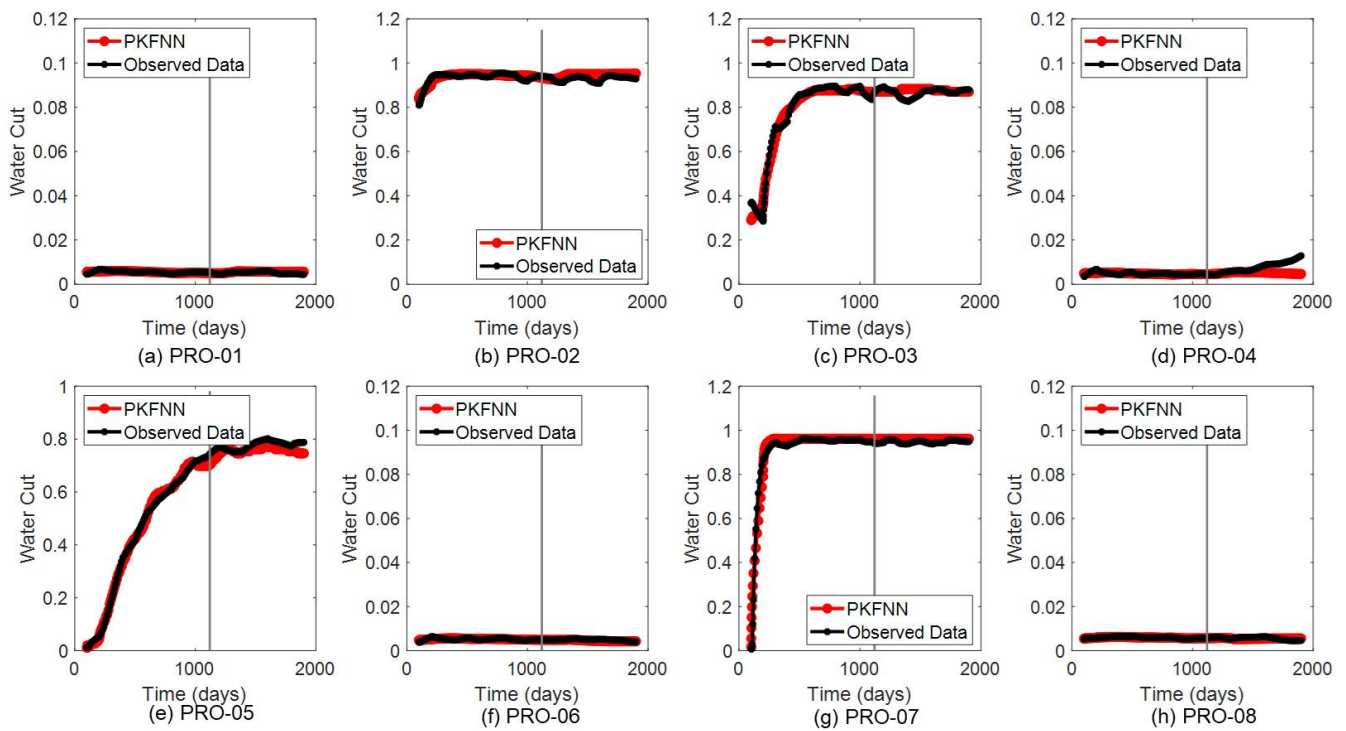 0.12
0.1
0.08
0.06
0.04
0.02
0
Water Cut
PKFNN
Observed Data
0 1000 2000
Time (days)
(a) PRO-01
1.2
1
0.8
0.6
0.4
0.2
0
Water Cut
PKFNN
Observed Data
0 1000 2000
Time (days)
(b) PRO-02
1.2
1
0.8
0.6
0.4
0.2
0
Water Cut
PKFNN
Observed Data
0 1000 2000
Time (days)
(c) PRO-03
0.12
0.1
0.08
0.06
0.04
0.02
0
Water Cut
PKFNN
Observed Data
0 1000 2000
Time (days)
(d) PRO-04
1
0.8
0.6
0.4
0.2
0
Water Cut
PKFNN
Observed Data
0 1000 2000
Time (days)
(e) PRO-05
0.12
0.1
0.08
0.06
0.04
0.02
0
Water Cut
PKFNN
Observed Data
0 1000 2000
Time (days)
(f) PRO-06
1.2
1
0.8
0.6
0.4
0.2
0
Water Cut
PKFNN
Observed Data
0 1000 2000
Time (days)
(g) PRO-07
0.12
0.1
0.08
0.06
0.04
0.02
0
Water Cut
PKFNN
Observed Data
0 1000 2000
Time (days)
(h) PRO-08